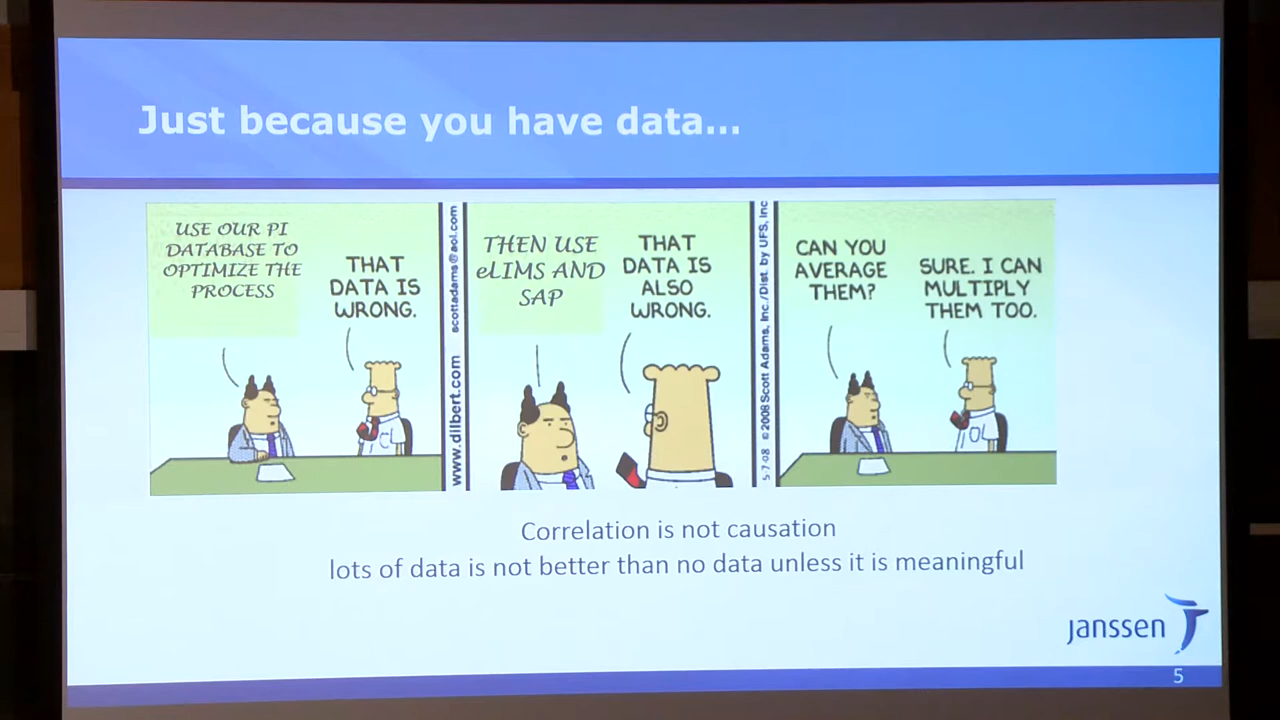 Just because you have data...
USE OUR PI
DATABASE TO
OPTIMIZE THE
PROCESS
THAT
DATA IS
WRONG.
www.dilbert.com scottadams@aol.com
THEN USE
eLIMS AND
SAP
THAT
DATA IS
ALSO
WRONG.
5-7-08 ©2008 Scott Adams, Inc./Dist. by UFS, Inc
CAN YOU
AVERAGE
THEM?
SURE. I CAN
MULTIPLY
THEM TOO.
Correlation is not causation
lots of data is not better than no data unless it is meaningful
janssen
5